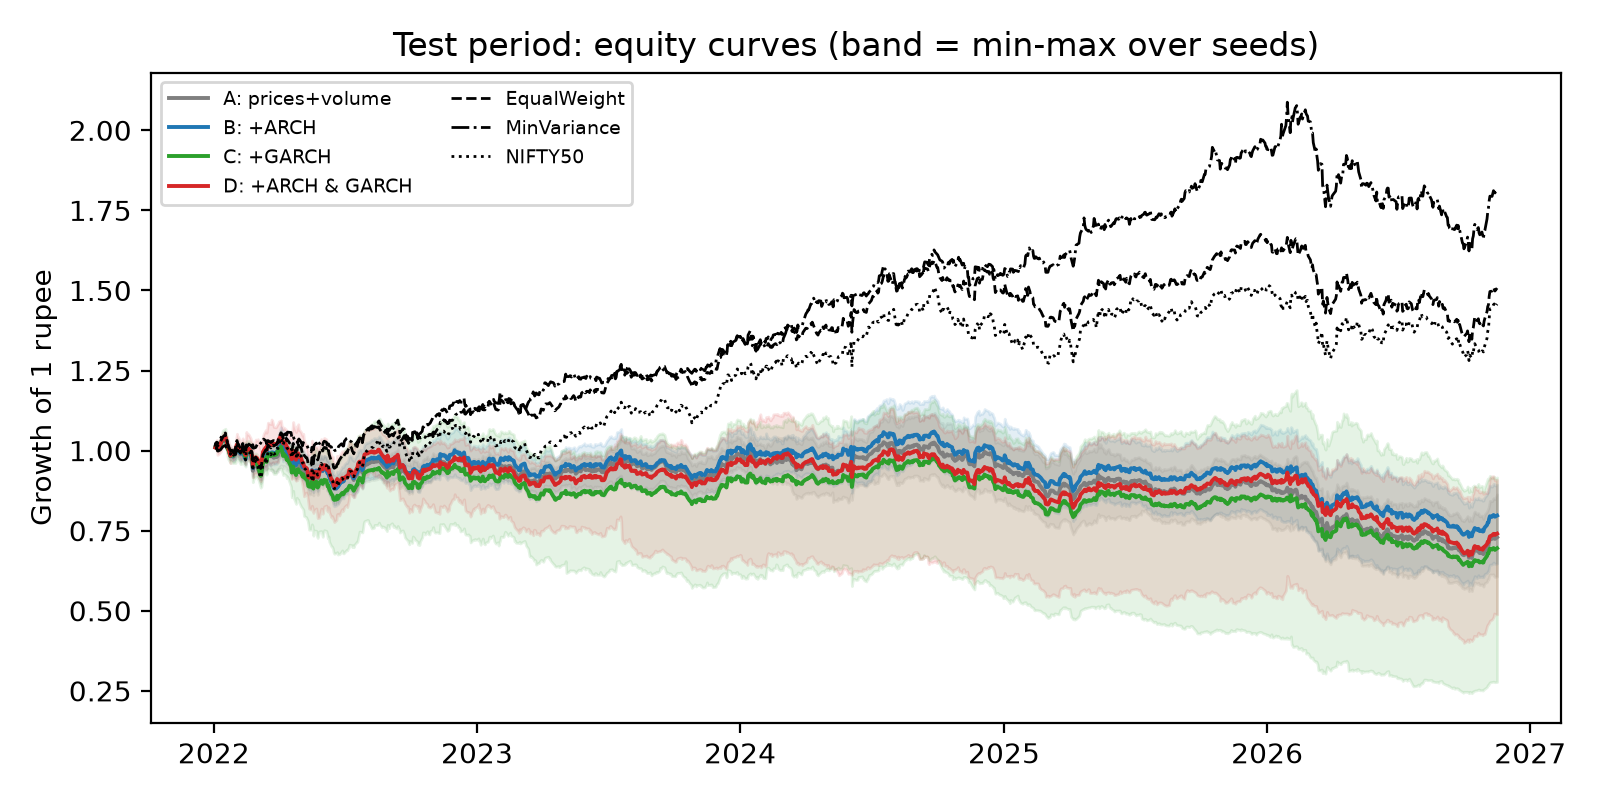 Test period: equity curves (band = min-max over seeds)
A: prices+volume
B: +ARCH
C: +GARCH
D: +ARCH & GARCH
EqualWeight
MinVariance
NIFTY50
Growth of 1 rupee
2.00
1.75
1.50
1.25
1.00
0.75
0.50
0.25
2022 2023 2024 2025 2026 2027